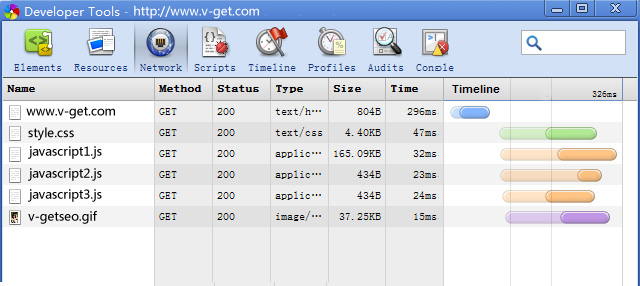 Developer Tools - http://www.v-get.com
Elements Resources Network Scripts Timeline Profiles Audits Console
Name Method Status Type Size Time Timeline
326ms
www.v-get.com GET 200 text/h··· 804B 296ms
style.css GET 200 text/css 4.40KB 47ms
javascript1.js GET 200 applic··· 165.09KB 32ms
javascript2.js GET 200 applic··· 434B 23ms
javascript3.js GET 200 applic··· 434B 24ms
v-getseo.gif GET 200 image/··· 37.25KB 15ms